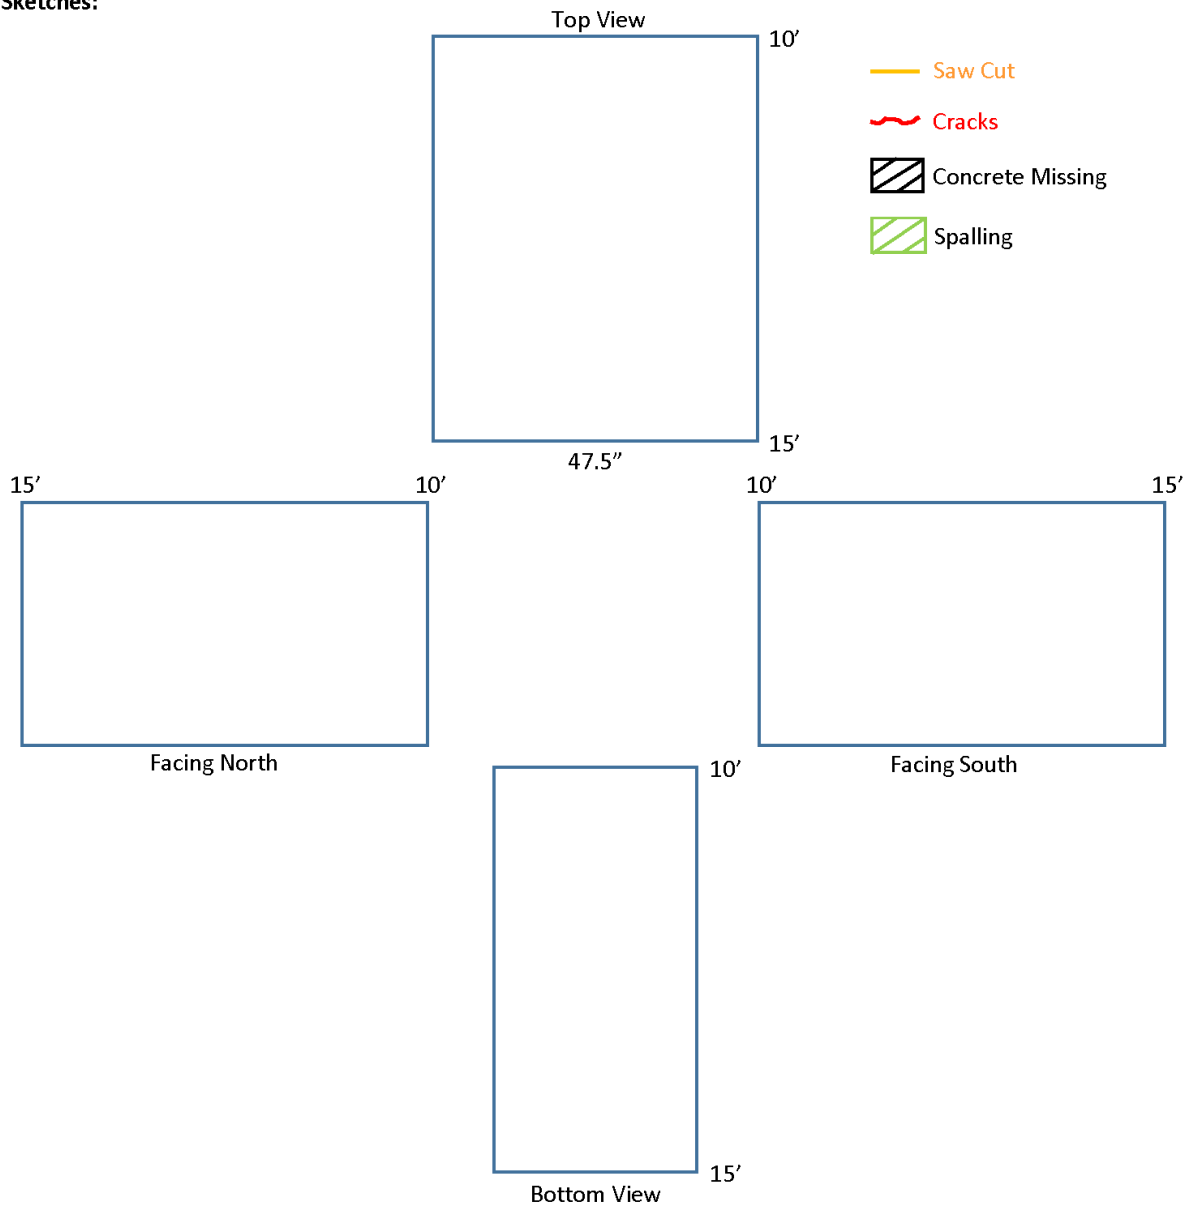 Sketches:
Top View
10’
Saw Cut
Cracks
Concrete Missing
Spalling
15’
47.5”
15’
10’
10’
15’
Facing North
Facing South
10’
15’
Bottom View